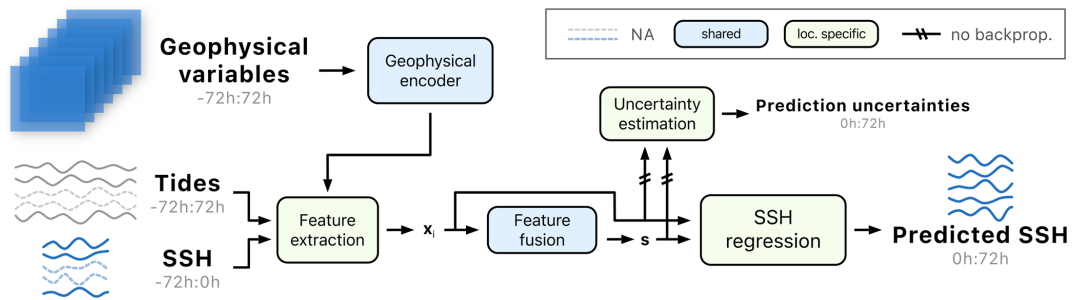 Geophysical
variables
-72h:72h
Geophysical
encoder
NA
shared
loc. specific
no backprop.
Uncertainty
estimation
Prediction uncertainties
0h:72h
Tides
-72h:72h
SSH
-72h:0h
Feature
extraction
xi
Feature
fusion
s
SSH
regression
Predicted SSH
0h:72h